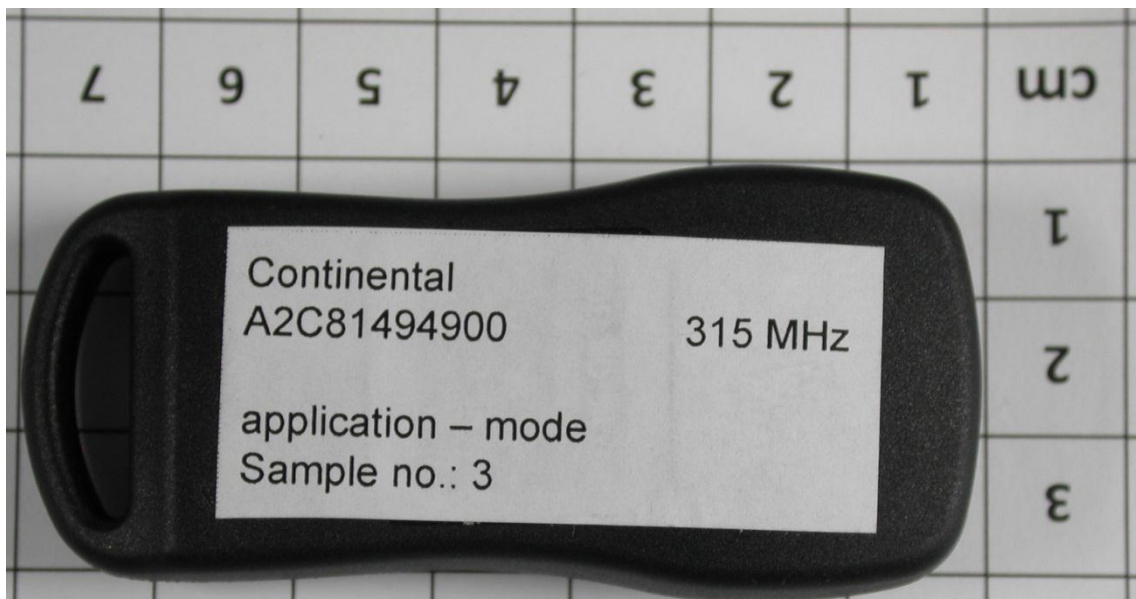 7 6 5 4 3 2 1 cm
1
Continental
A2C81494900 315 MHz
2
application – mode
Sample no.: 3
3